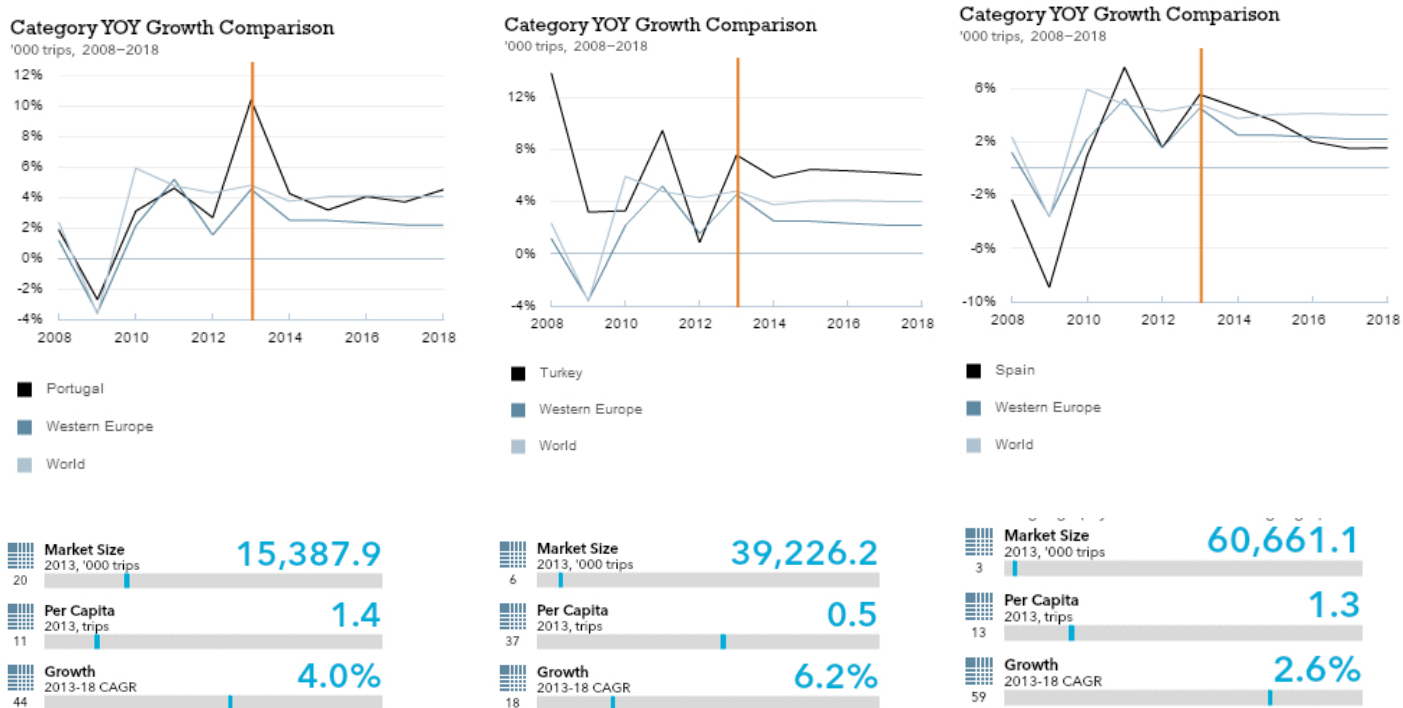 Category YOY Growth Comparison
'000 trips, 2008–2018
12%
10%
8%
6%
4%
2%
0%
-2%
-4%
2008 2010 2012 2014 2016 2018
Portugal
Western Europe
World
Market Size
2013, '000 trips
15,387.9
20
Per Capita
2013, trips
1.4
11
Growth
2013-18 CAGR
4.0%
44
Category YOY Growth Comparison
'000 trips, 2008–2018
12%
8%
4%
0%
-4%
2008 2010 2012 2014 2016 2018
Turkey
Western Europe
World
Market Size
2013, '000 trips
39,226.2
6
Per Capita
2013, trips
0.5
37
Growth
2013-18 CAGR
6.2%
18
Category YOY Growth Comparison
'000 trips, 2008–2018
6%
2%
-2%
-6%
-10%
2008 2010 2012 2014 2016 2018
Spain
Western Europe
World
Market Size
2013, '000 trips
60,661.1
3
Per Capita
2013, trips
1.3
13
Growth
2013-18 CAGR
2.6%
59